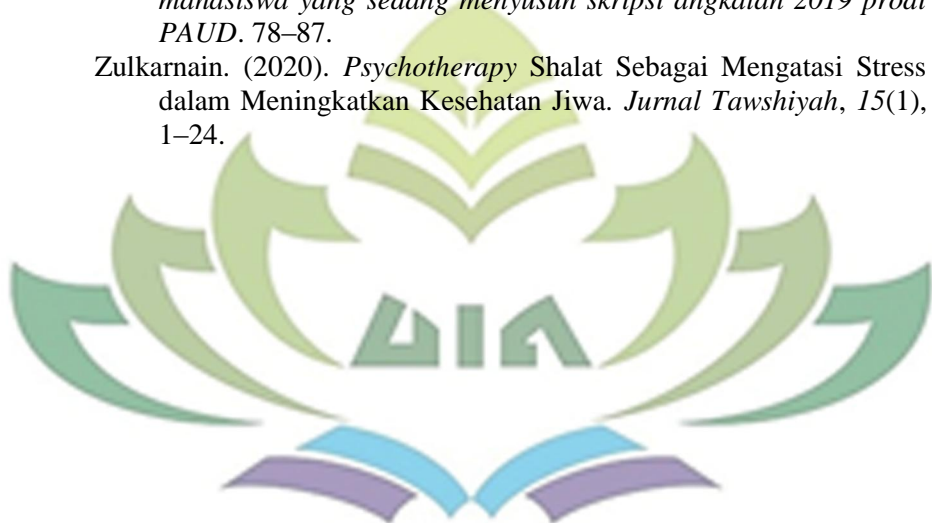 mahasiswa yang sedang menyusun skripsi angkatan 2019 prodi
PAUD. 78–87.
Zulkarnain. (2020). Psychotherapy Shalat Sebagai Mengatasi Stress
dalam Meningkatkan Kesehatan Jiwa. Jurnal Tawshiyah, 15(1),
1–24.
UIN